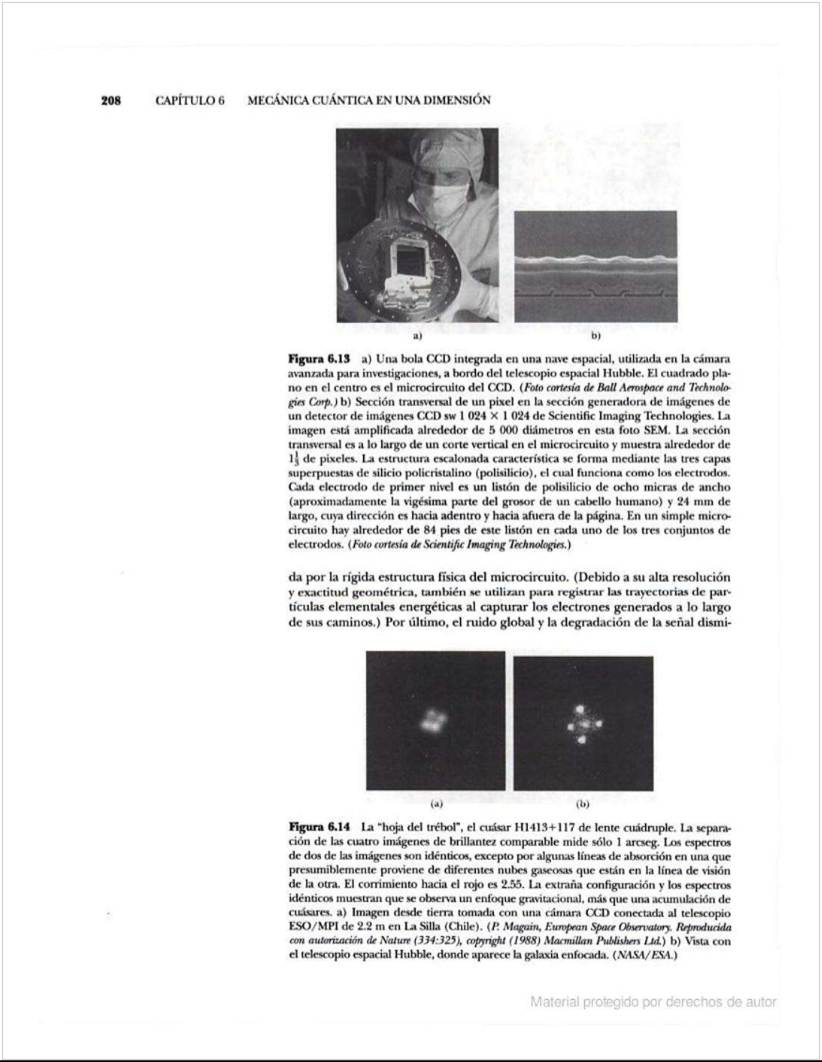 208 CAPÍTULO 6 MECÁNICA CUÁNTICA EN UNA DIMENSIÓN
a) b)
Figura 6.13 a) Una bola CCD integrada en una nave espacial, utilizada en la cámara
avanzada para investigaciones, a bordo del telescopio espacial Hubble. El cuadrado pla-
no en el centro es el microcircuito del CCD. (Foto cortesía de Ball Aerospace and Technolo-
gies Corp.) b) Sección transversal de un pixel en la sección generadora de imágenes de
un detector de imágenes CCD sw 1 024 × 1 024 de Scientific Imaging Technologies. La
imagen está amplificada alrededor de 5 000 diámetros en esta foto SEM. La sección
transversal es a lo largo de un corte vertical en el microcircuito y muestra alrededor de
1⅓ de pixeles. La estructura escalonada característica se forma mediante las tres capas
superpuestas de silicio policristalino (polisilicio), el cual funciona como los electrodos.
Cada electrodo de primer nivel es un listón de polisilicio de ocho micras de ancho
(aproximadamente la vigésima parte del grosor de un cabello humano) y 24 mm de
largo, cuya dirección es hacia adentro y hacia afuera de la página. En un simple micro-
circuito hay alrededor de 84 pies de este listón en cada uno de los tres conjuntos de
electrodos. (Foto cortesía de Scientific Imaging Technologies.)
da por la rígida estructura física del microcircuito. (Debido a su alta resolución
y exactitud geométrica, también se utilizan para registrar las trayectorias de par-
tículas elementales energéticas al capturar los electrones generados a lo largo
de sus caminos.) Por último, el ruido global y la degradación de la señal dismi-
(a) (b)
Figura 6.14 La "hoja del trébol", el cuásar H1413+117 de lente cuádruple. La separa-
ción de las cuatro imágenes de brillantez comparable mide sólo 1 arcseg. Los espectros
de dos de las imágenes son idénticos, excepto por algunas líneas de absorción en una que
presumiblemente proviene de diferentes nubes gaseosas que están en la línea de visión
de la otra. El corrimiento hacia el rojo es 2.55. La extraña configuración y los espectros
idénticos muestran que se observa un enfoque gravitacional, más que una acumulación de
cuásares. a) Imagen desde tierra tomada con una cámara CCD conectada al telescopio
ESO/MPI de 2.2 m en La Silla (Chile). (P. Magain, European Space Observatory. Reproducida
con autorización de Nature (334:325), copyright (1988) Macmillan Publishers Ltd.) b) Vista con
el telescopio espacial Hubble, donde aparece la galaxia enfocada. (NASA/ESA.)
Material protegido por derechos de autor